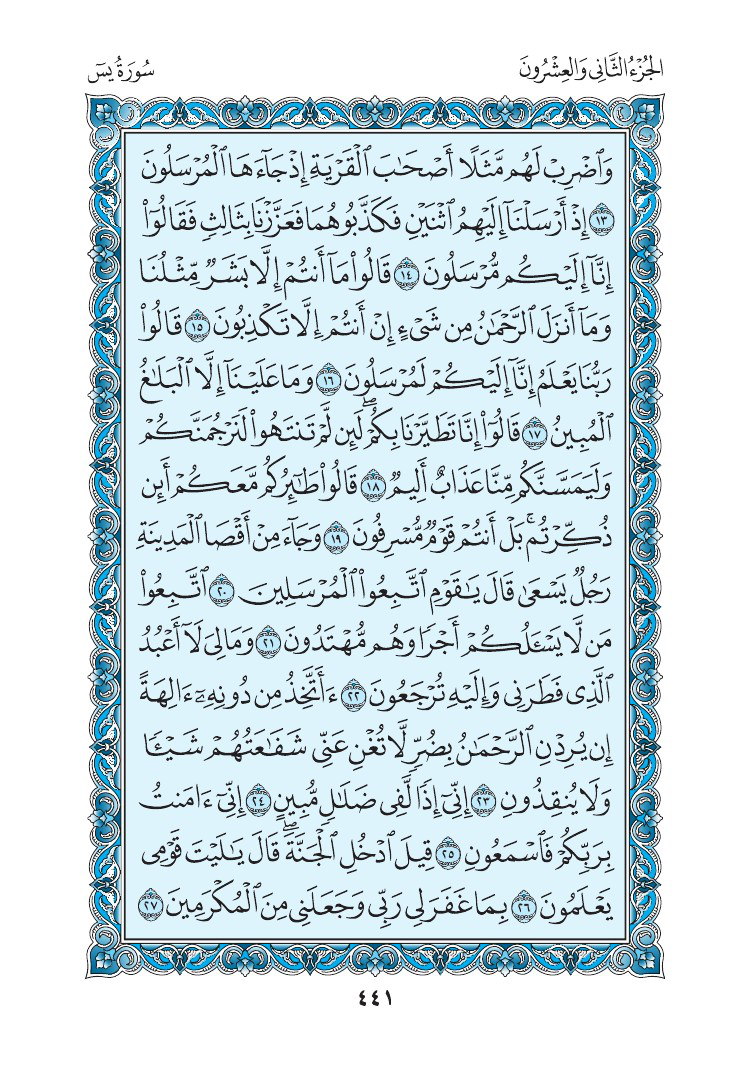 الجُزْءُ الثَّانِي وَالعِشْرُونَ
سُورَةُ يسٓ
وَٱضْرِبْ لَهُم مَّثَلًا أَصْحَٰبَ ٱلْقَرْيَةِ إِذْ جَآءَهَا ٱلْمُرْسَلُونَ
١٣ إِذْ أَرْسَلْنَآ إِلَيْهِمُ ٱثْنَيْنِ فَكَذَّبُوهُمَا فَعَزَّزْنَا بِثَالِثٍ فَقَالُوٓا۟
إِنَّآ إِلَيْكُم مُّرْسَلُونَ ١٤ قَالُوا۟ مَآ أَنتُمْ إِلَّا بَشَرٌ مِّثْلُنَا
وَمَآ أَنزَلَ ٱلرَّحْمَٰنُ مِن شَىْءٍ إِنْ أَنتُمْ إِلَّا تَكْذِبُونَ ١٥ قَالُوا۟
رَبُّنَا يَعْلَمُ إِنَّآ إِلَيْكُمْ لَمُرْسَلُونَ ١٦ وَمَا عَلَيْنَآ إِلَّا ٱلْبَلَٰغُ
ٱلْمُبِينُ ١٧ قَالُوٓا۟ إِنَّا تَطَيَّرْنَا بِكُمْ ۖ لَئِن لَّمْ تَنتَهُوا۟ لَنَرْجُمَنَّكُمْ
وَلَيَمَسَّنَّكُم مِّنَّا عَذَابٌ أَلِيمٌ ١٨ قَالُوا۟ طَٰٓئِرُكُم مَّعَكُمْ أَئِن
ذُكِّرْتُم ۚ بَلْ أَنتُمْ قَوْمٌ مُّسْرِفُونَ ١٩ وَجَآءَ مِنْ أَقْصَا ٱلْمَدِينَةِ
رَجُلٌ يَسْعَىٰ قَالَ يَٰقَوْمِ ٱتَّبِعُوا۟ ٱلْمُرْسَلِينَ ٢٠ ٱتَّبِعُوا۟
مَن لَّا يَسْـَٔلُكُمْ أَجْرًا وَهُم مُّهْتَدُونَ ٢١ وَمَا لِىَ لَآ أَعْبُدُ
ٱلَّذِى فَطَرَنِى وَإِلَيْهِ تُرْجَعُونَ ٢٢ ءَأَتَّخِذُ مِن دُونِهِۦٓ ءَالِهَةً
إِن يُرِدْنِ ٱلرَّحْمَٰنُ بِضُرٍّ لَّا تُغْنِ عَنِّى شَفَٰعَتُهُمْ شَيْـًٔا
وَلَا يُنقِذُونِ ٢٣ إِنِّىٓ إِذًا لَّفِى ضَلَٰلٍ مُّبِينٍ ٢٤ إِنِّىٓ ءَامَنتُ
بِرَبِّكُمْ فَٱسْمَعُونِ ٢٥ قِيلَ ٱدْخُلِ ٱلْجَنَّةَ ۖ قَالَ يَٰلَيْتَ قَوْمِى
يَعْلَمُونَ ٢٦ بِمَا غَفَرَ لِى رَبِّى وَجَعَلَنِى مِنَ ٱلْمُكْرَمِينَ ٢٧
٤٤١